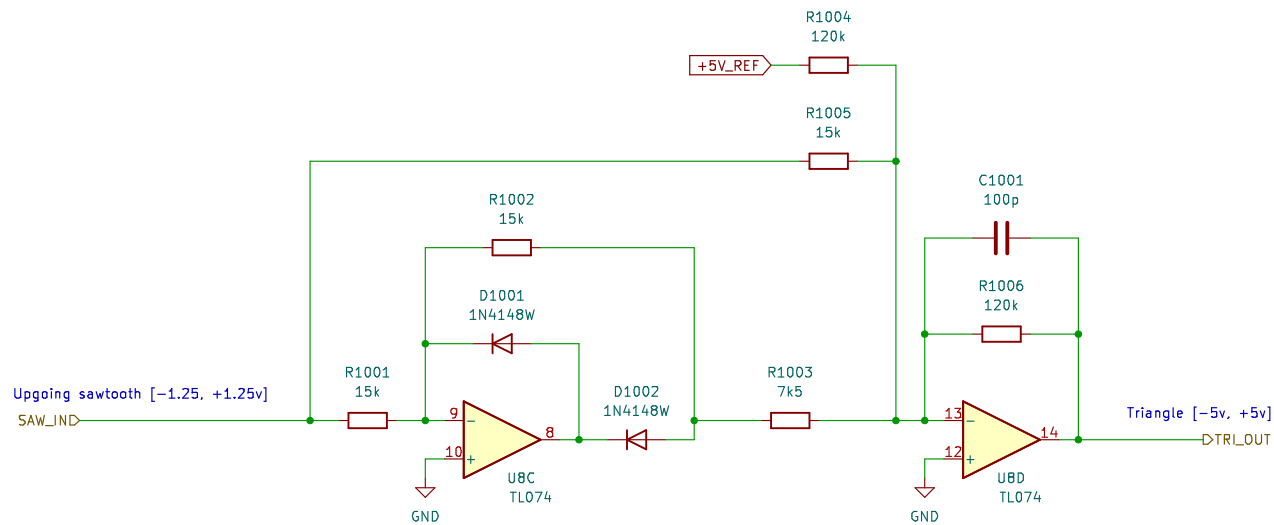 R1004
120k
+5V_REF
R1005
15k
C1001
100p
R1002
15k
R1006
120k
D1001
1N4148W
R1001
15k
R1003
7k5
D1002
1N4148W
Upgoing sawtooth [-1.25, +1.25v]
Triangle [-5v, +5v]
SAW_IN
9
-
8
10
+
13
-
14
12
+
TRI_OUT
U8C
TL074
U8D
TL074
GND
GND